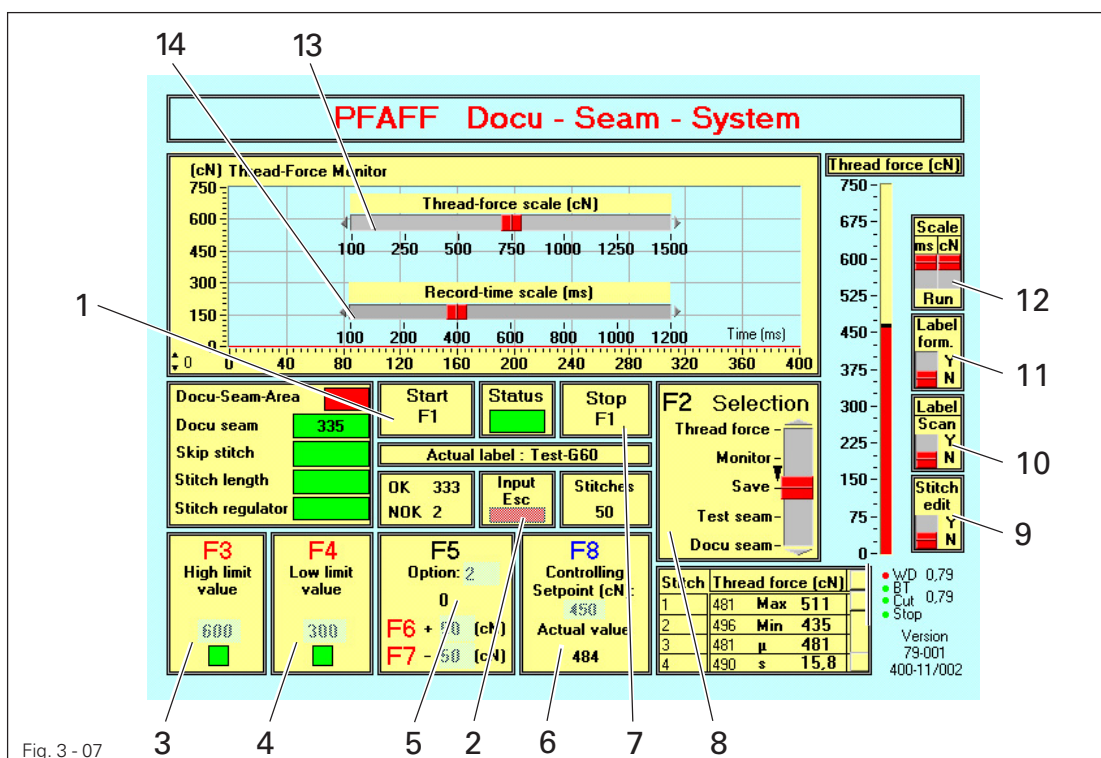 14 13
PFAFF Docu - Seam - System
(cN) Thread-Force Monitor
750
600
450
300
150
0
Thread-force scale (cN)
100 250 500 750 1000 1250 1500
Record-time scale (ms)
100 200 400 600 800 1000 1200
Time (ms)
0
0 40 80 120 160 200 240 280 320 360 400
Thread force (cN)
750
675
600
525
450
375
300
225
150
75
0
Scale
ms cN
Run
12
Label
form.
Y
N
11
Label
Scan
Y
N
10
Stitch
edit
Y
N
9
1
Docu-Seam-Area
Docu seam 335
Skip stitch
Stitch length
Stitch regulator
Start
F1
Status
Stop
F1
Actual label : Test-G60
OK 333
NOK 2
Input
Esc
Stitches
50
F2 Selection
Thread force
Monitor
Save
Test seam
Docu seam
F3
High limit
value
600
F4
Low limit
value
300
F5
Option: 2
0
F6 + (cN)
F7 - 50 (cN)
F8
Controlling
Setpoint (cN) :
450
Actual value
484
Stitch Thread force (cN)
1 481 Max 511
2 496 Min 435
3 481 µ 481
4 490 s 15,8
WD 0,79
BT
Cut 0,79
Stop
Version
79-001
400-11/002
3 4 5 2 6 7 8
Fig. 3 - 07